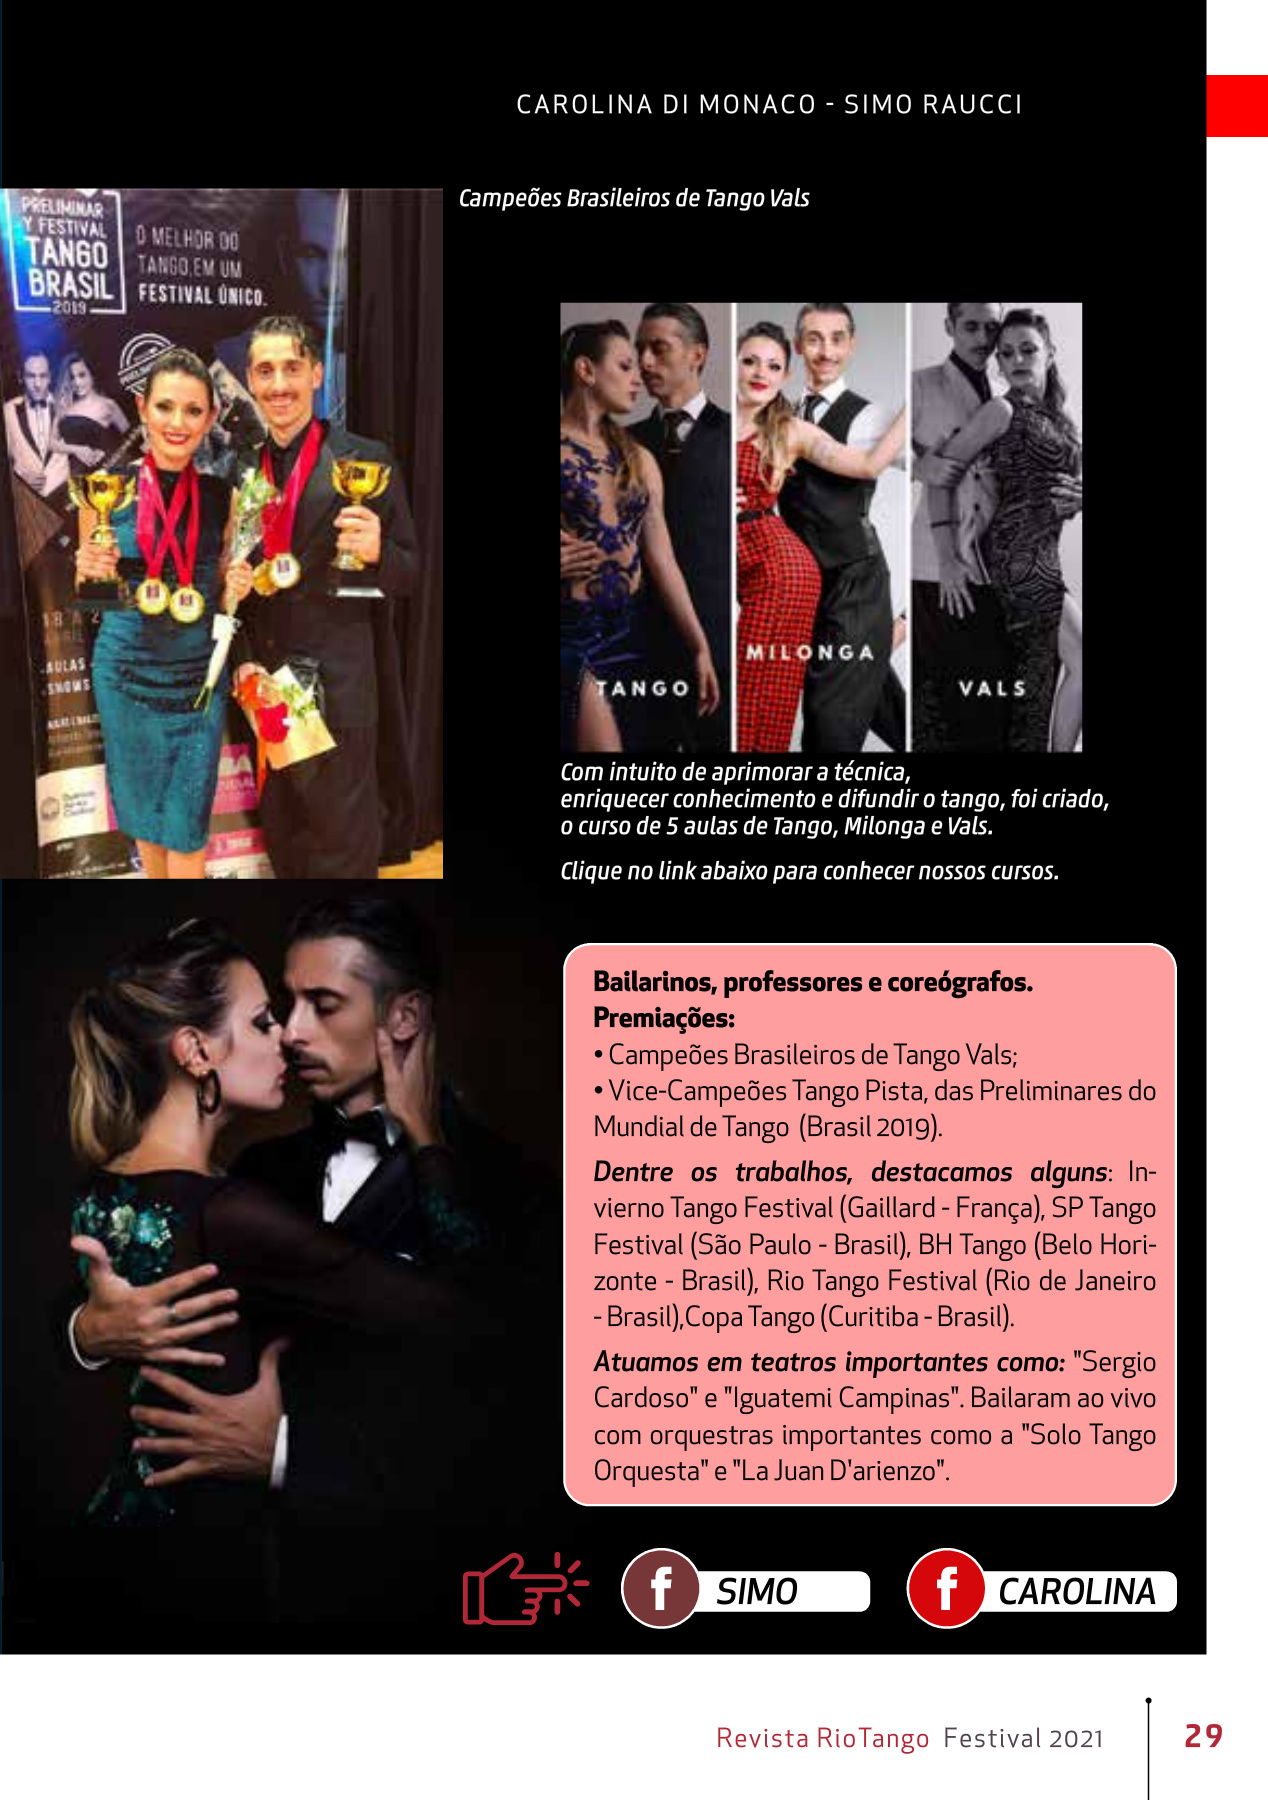 CAROLINA DI MONACO - SIMO RAUCCI
Campeões Brasileiros de Tango Vals
PRELIMINAR
Y FESTIVAL
TANGO
BRASIL
2019
O MELHOR DO
TANGO EM UM
FESTIVAL ÚNICO.
AULAS
SHOWS
TANGO
MILONGA
VALS
Com intuito de aprimorar a técnica,
enriquecer conhecimento e difundir o tango, foi criado,
o curso de 5 aulas de Tango, Milonga e Vals.
Clique no link abaixo para conhecer nossos cursos.
Bailarinos, professores e coreógrafos.
Premiações:
• Campeões Brasileiros de Tango Vals;
• Vice-Campeões Tango Pista, das Preliminares do
Mundial de Tango (Brasil 2019).
Dentre os trabalhos, destacamos alguns: In-
vierno Tango Festival (Gaillard - França), SP Tango
Festival (São Paulo - Brasil), BH Tango (Belo Hori-
zonte - Brasil), Rio Tango Festival (Rio de Janeiro
- Brasil),Copa Tango (Curitiba - Brasil).
Atuamos em teatros importantes como: "Sergio
Cardoso" e "Iguatemi Campinas". Bailaram ao vivo
com orquestras importantes como a "Solo Tango
Orquesta" e "La Juan D'arienzo".
f SIMO
f CAROLINA
Revista RioTango Festival 2021
29